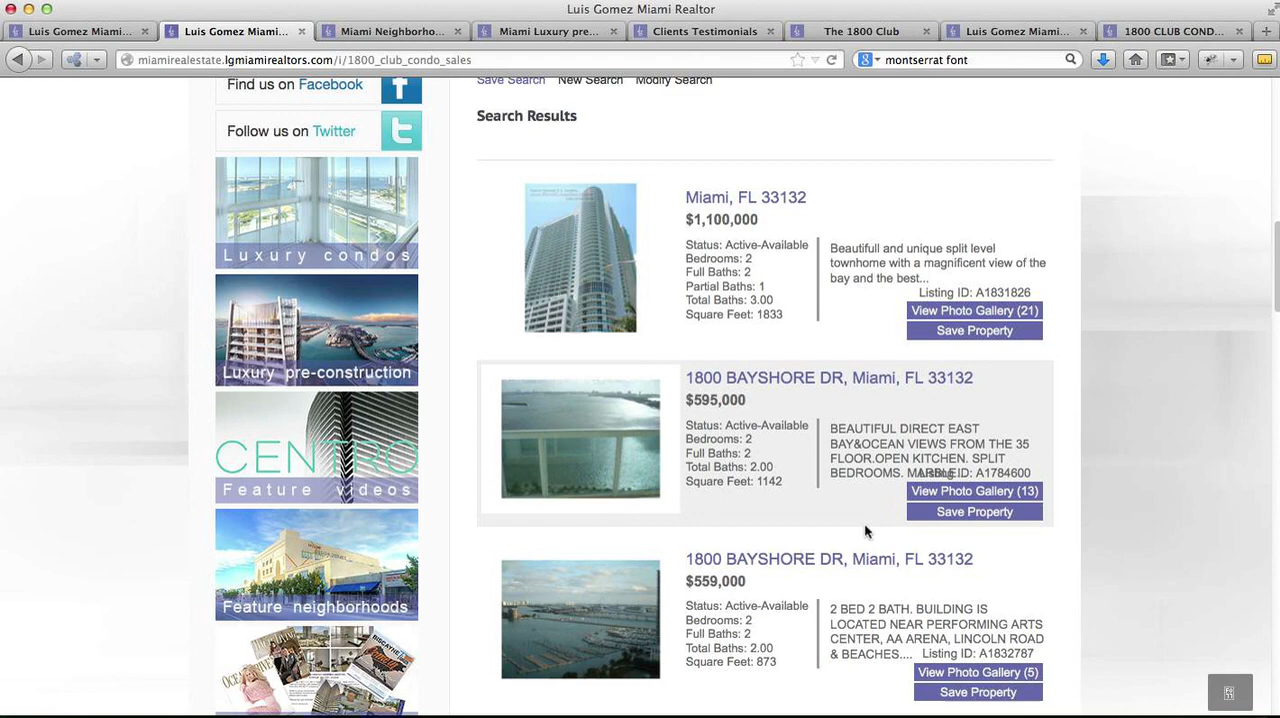 Luis Gomez Miami Realtor
Luis Gomez Miami...
Luis Gomez Miami...
Miami Neighborho...
Miami Luxury pre...
Clients Testimonials
The 1800 Club
Luis Gomez Miami...
1800 CLUB COND...
miamirealestate.lgmiamirealtors.com/i/1800_club_condo_sales
montserrat font
Find us on Facebook
Follow us on Twitter
Luxury condos
Luxury pre-construction
CENTRO
Feature videos
Feature neighborhoods
Save Search New Search Modify Search
Search Results
Miami, FL 33132
$1,100,000
Status: Active-Available
Bedrooms: 2
Full Baths: 2
Partial Baths: 1
Total Baths: 3.00
Square Feet: 1833
Beautifull and unique split level
townhome with a magnificent view of the
bay and the best...
Listing ID: A1831826
View Photo Gallery (21)
Save Property
1800 BAYSHORE DR, Miami, FL 33132
$595,000
Status: Active-Available
Bedrooms: 2
Full Baths: 2
Total Baths: 2.00
Square Feet: 1142
BEAUTIFUL DIRECT EAST
BAY&OCEAN VIEWS FROM THE 35
FLOOR.OPEN KITCHEN. SPLIT
BEDROOMS. MARBLE...
Listing ID: A1784600
View Photo Gallery (13)
Save Property
1800 BAYSHORE DR, Miami, FL 33132
$559,000
Status: Active-Available
Bedrooms: 2
Full Baths: 2
Total Baths: 2.00
Square Feet: 873
2 BED 2 BATH. BUILDING IS
LOCATED NEAR PERFORMING ARTS
CENTER, AA ARENA, LINCOLN ROAD
& BEACHES....
Listing ID: A1832787
View Photo Gallery (5)
Save Property